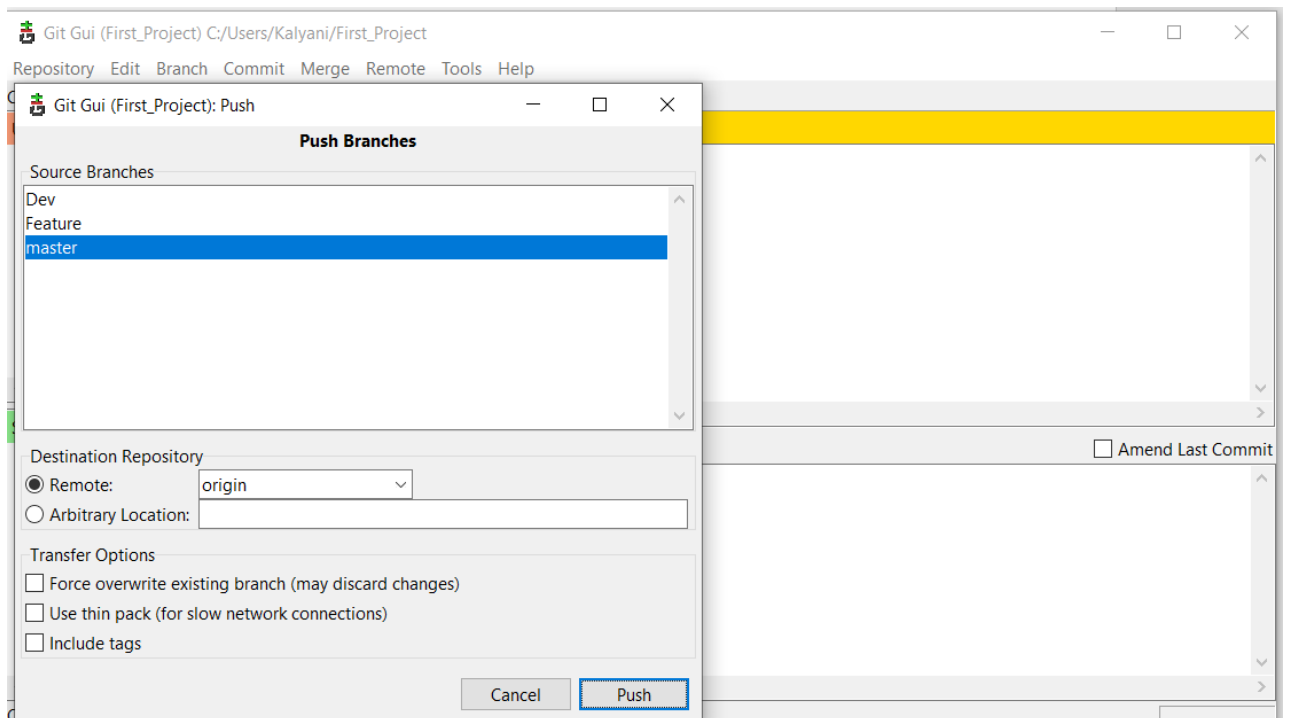 Git Gui (First_Project) C:/Users/Kalyani/First_Project
Repository Edit Branch Commit Merge Remote Tools Help
Git Gui (First_Project): Push
Push Branches
Source Branches
Dev
Feature
master
Amend Last Commit
Destination Repository
Remote: origin
Arbitrary Location:
Transfer Options
Force overwrite existing branch (may discard changes)
Use thin pack (for slow network connections)
Include tags
Cancel Push